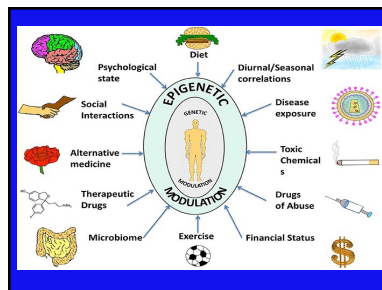 Diet
Psychological
state
Diurnal/Seasonal
correlations
Social
Interactions
EPIGENETIC
Disease
exposure
GENETIC
Alternative
medicine
Toxic
Chemical
s
MODULATION
Therapeutic
Drugs
MODULATION
Drugs
of Abuse
Microbiome
Exercise
Financial Status
$